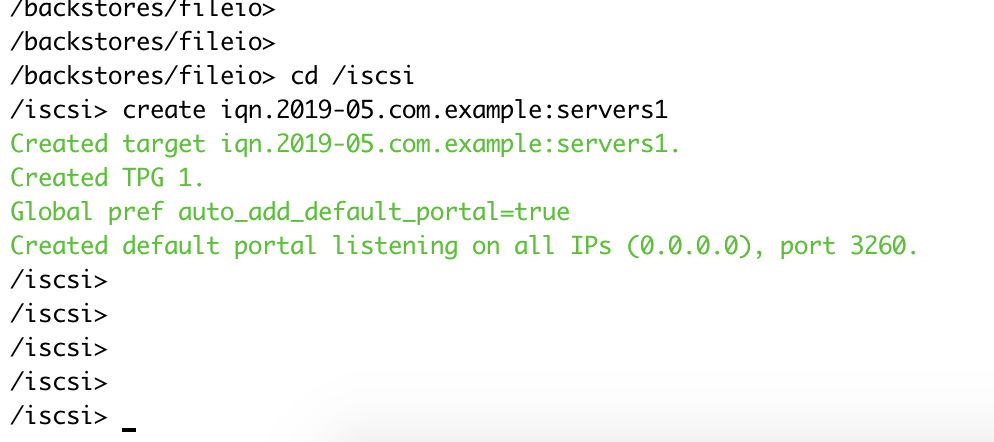 /backstores/fileio>
/backstores/fileio>
/backstores/fileio> cd /iscsi
/iscsi> create iqn.2019-05.com.example:servers1
Created target iqn.2019-05.com.example:servers1.
Created TPG 1.
Global pref auto_add_default_portal=true
Created default portal listening on all IPs (0.0.0.0), port 3260.
/iscsi>
/iscsi>
/iscsi>
/iscsi>
/iscsi>